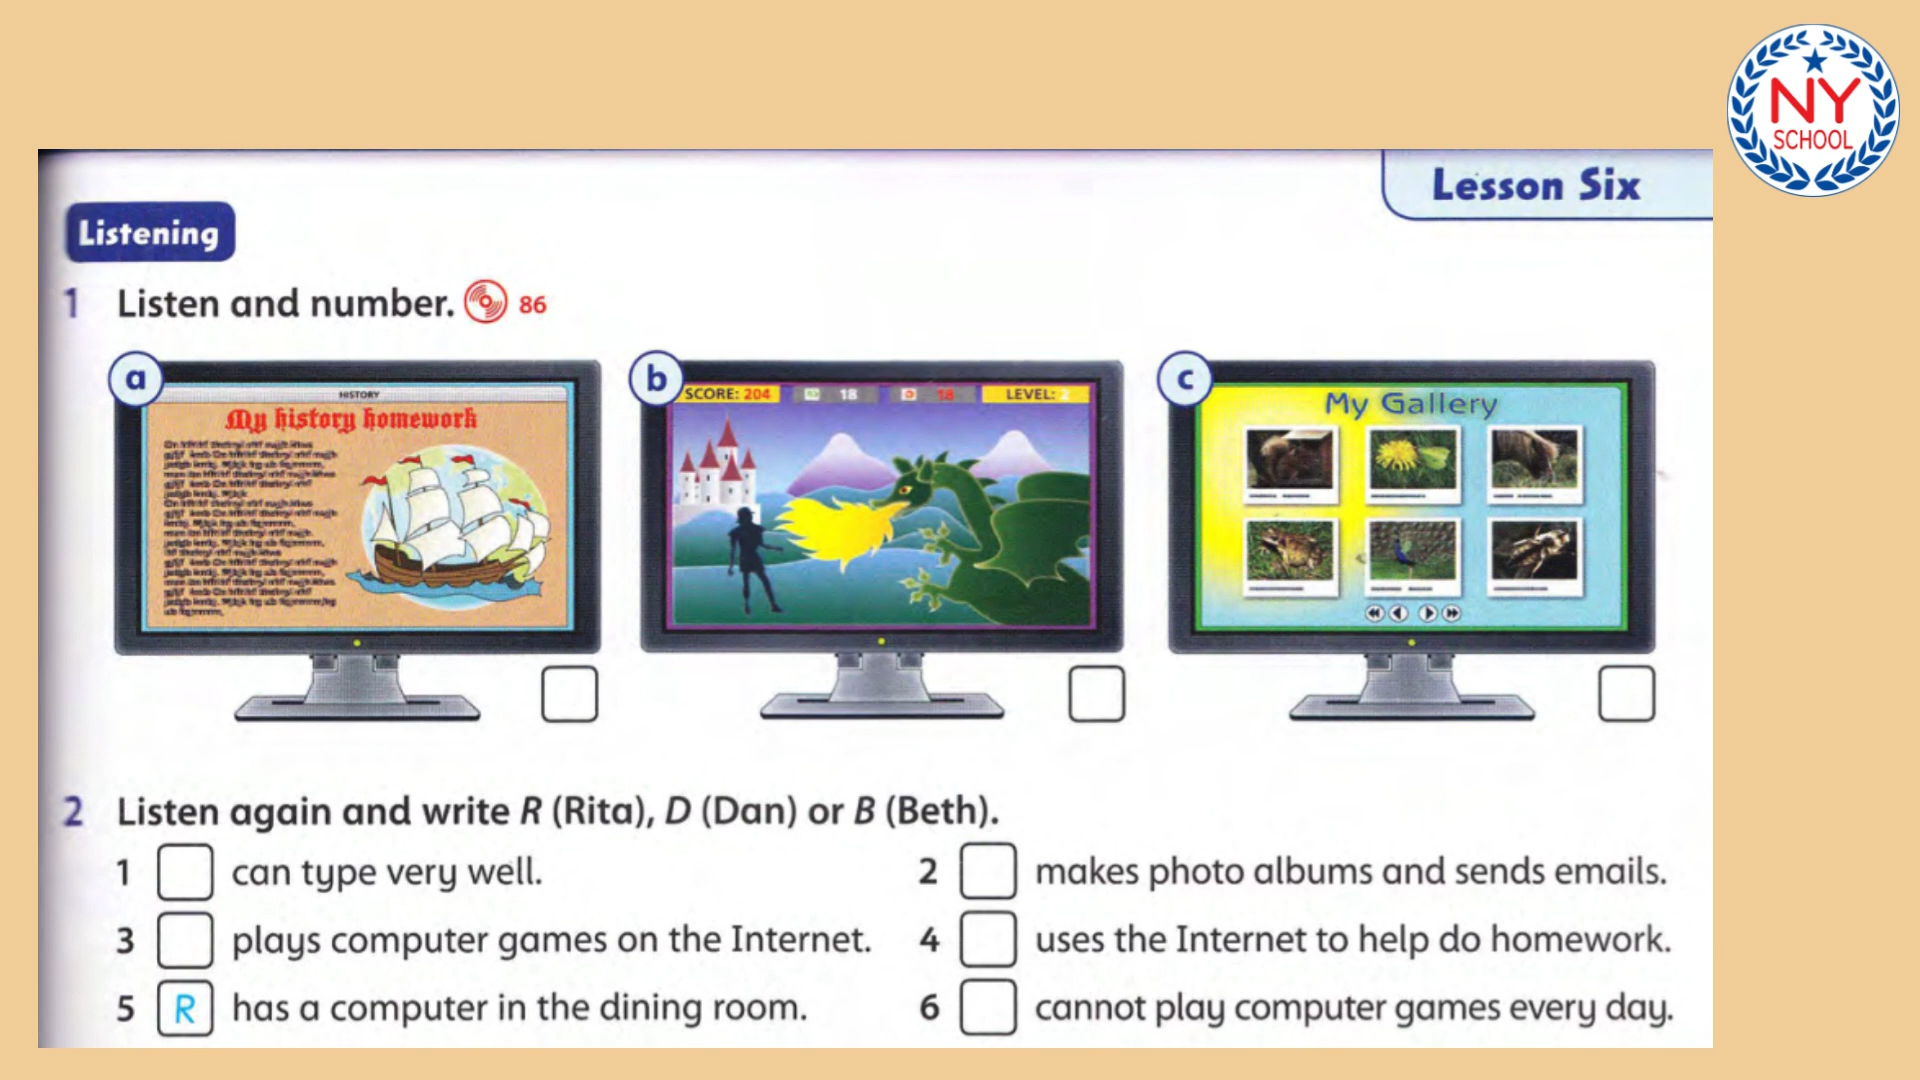 NY
SCHOOL
Lesson Six
Listening
1 Listen and number. 86
a
HISTORY
My history homework
b
SCORE: 204 18 18 LEVEL: 2
c
My Gallery
2 Listen again and write R (Rita), D (Dan) or B (Beth).
1 can type very well.
2 makes photo albums and sends emails.
3 plays computer games on the Internet.
4 uses the Internet to help do homework.
5 R has a computer in the dining room.
6 cannot play computer games every day.